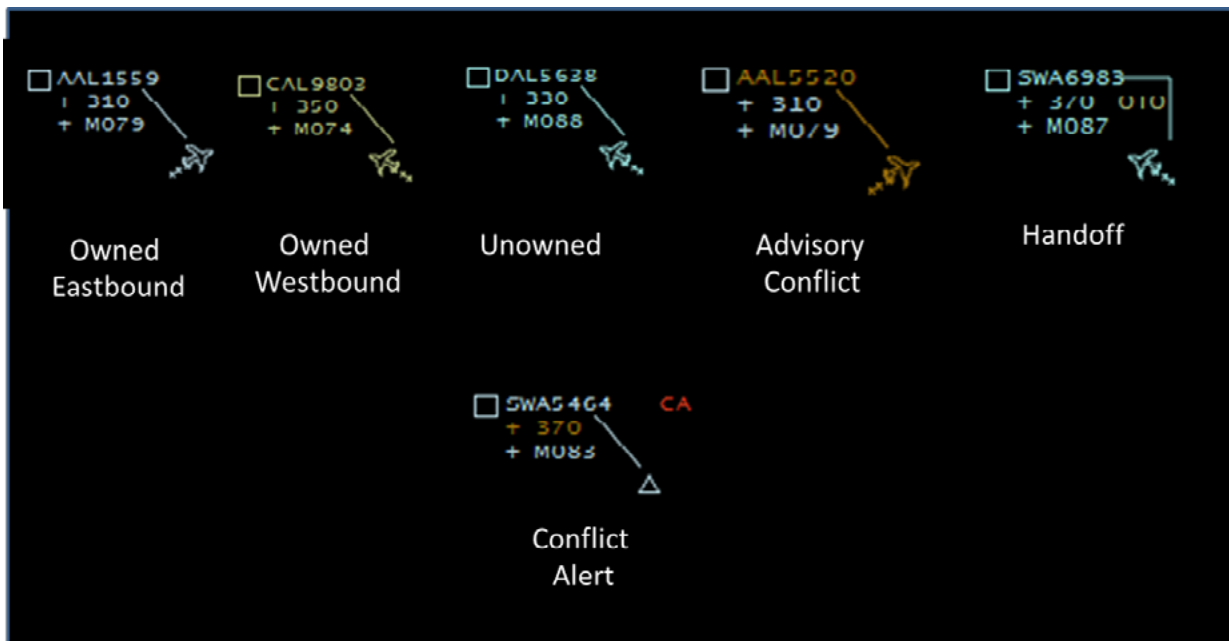 AAL1559
+ 310
+ M079
Owned
Eastbound
CAL9803
+ 350
+ M074
Owned
Westbound
DAL5638
+ 330
+ M088
Unowned
AAL5520
+ 310
+ M079
Advisory
Conflict
SWA6983
+ 370 OTO
+ M087
Handoff
SWA5464 CA
+ 370
+ M083
Conflict
Alert